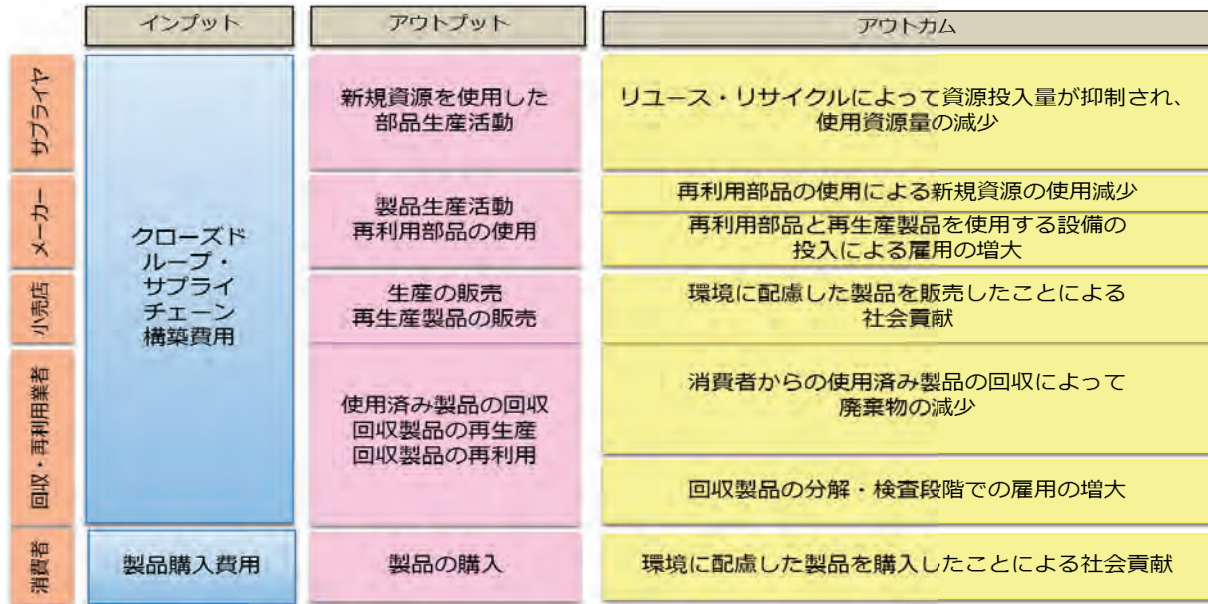 インプット
アウトプット
アウトカム
サプライヤ
新規資源を使用した
部品生産活動
リユース・リサイクルによって資源投入量が抑制され、
使用資源量の減少
メーカー
クローズド
ループ・
サプライ
チェーン
構築費用
製品生産活動
再利用部品の使用
再利用部品の使用による新規資源の使用減少
再利用部品と再生産製品を使用する設備の
投入による雇用の増大
小売店
生産の販売
再生産製品の販売
環境に配慮した製品を販売したことによる
社会貢献
回収・再利用業者
使用済み製品の回収
回収製品の再生産
回収製品の再利用
消費者からの使用済み製品の回収によって
廃棄物の減少
回収製品の分解・検査段階での雇用の増大
消費者
製品購入費用
製品の購入
環境に配慮した製品を購入したことによる社会貢献